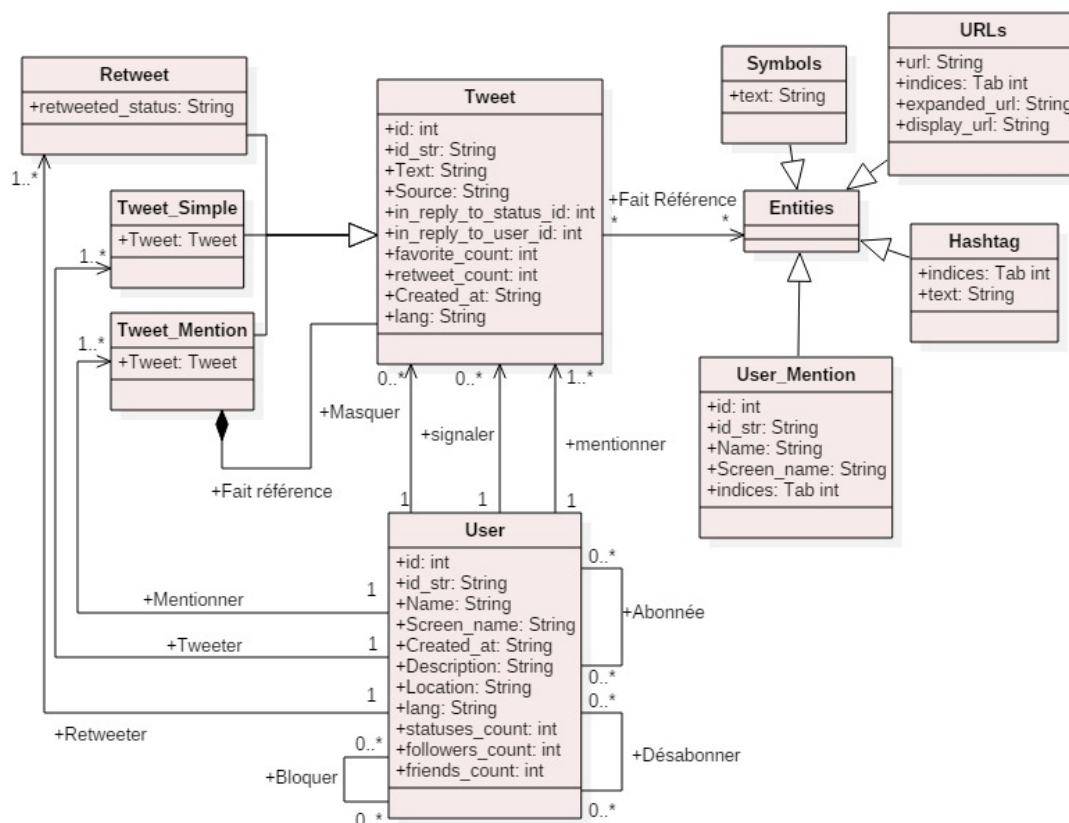 Retweet
+retweeted_status: String
1..*
Tweet_Simple
+Tweet: Tweet
1..*
Tweet_Mention
+Tweet: Tweet
1..*
Tweet
+id: int
+id_str: String
+Text: String
+Source: String
+in_reply_to_status_id: int
+in_reply_to_user_id: int
+favorite_count: int
+retweet_count: int
+Created_at: String
+lang: String
+Fait Référence
*
*
Symbols
+text: String
URLs
+url: String
+indices: Tab int
+expanded_url: String
+display_url: String
Entities
Hashtag
+indices: Tab int
+text: String
User_Mention
+id: int
+id_str: String
+Name: String
+Screen_name: String
+indices: Tab int
0..*
0..*
1..*
+Masquer
+signaler
+mentionner
+Fait référence
1
1
1
User
+id: int
+id_str: String
+Name: String
+Screen_name: String
+Created_at: String
+Description: String
+Location: String
+lang: String
+statuses_count: int
+followers_count: int
+friends_count: int
+Mentionner
1
+Tweeter
1
+Retweeter
1
0..*
+Bloquer
0..*
0..*
+Abonnée
0..*
0..*
+Désabonner
0..*